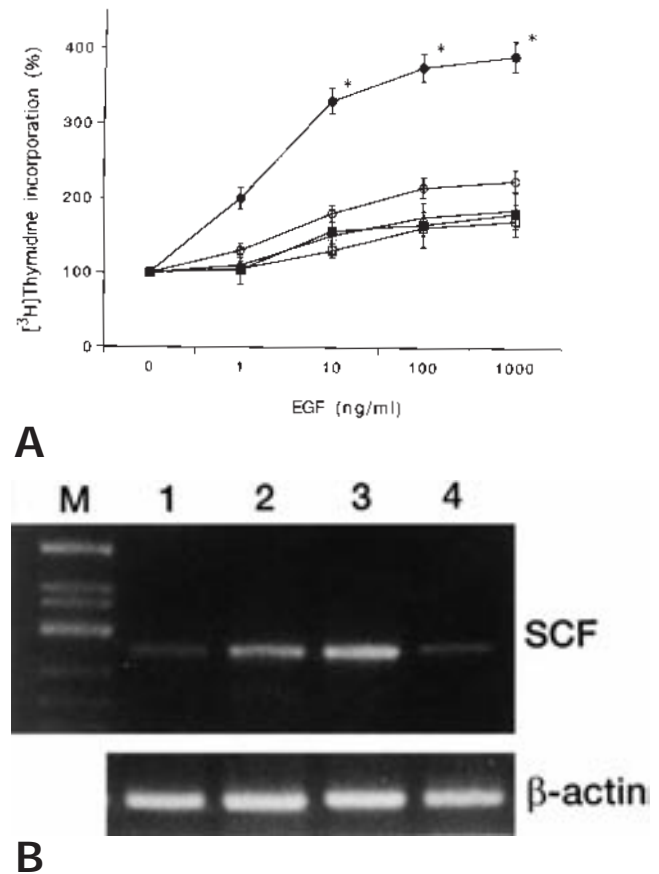 400
300
200
100
0
[³H]Thymidine incorporation (%)
* * *
0 1 10 100 1000
EGF (ng/ml)
A
M 1 2 3 4
SCF
β-actin
B